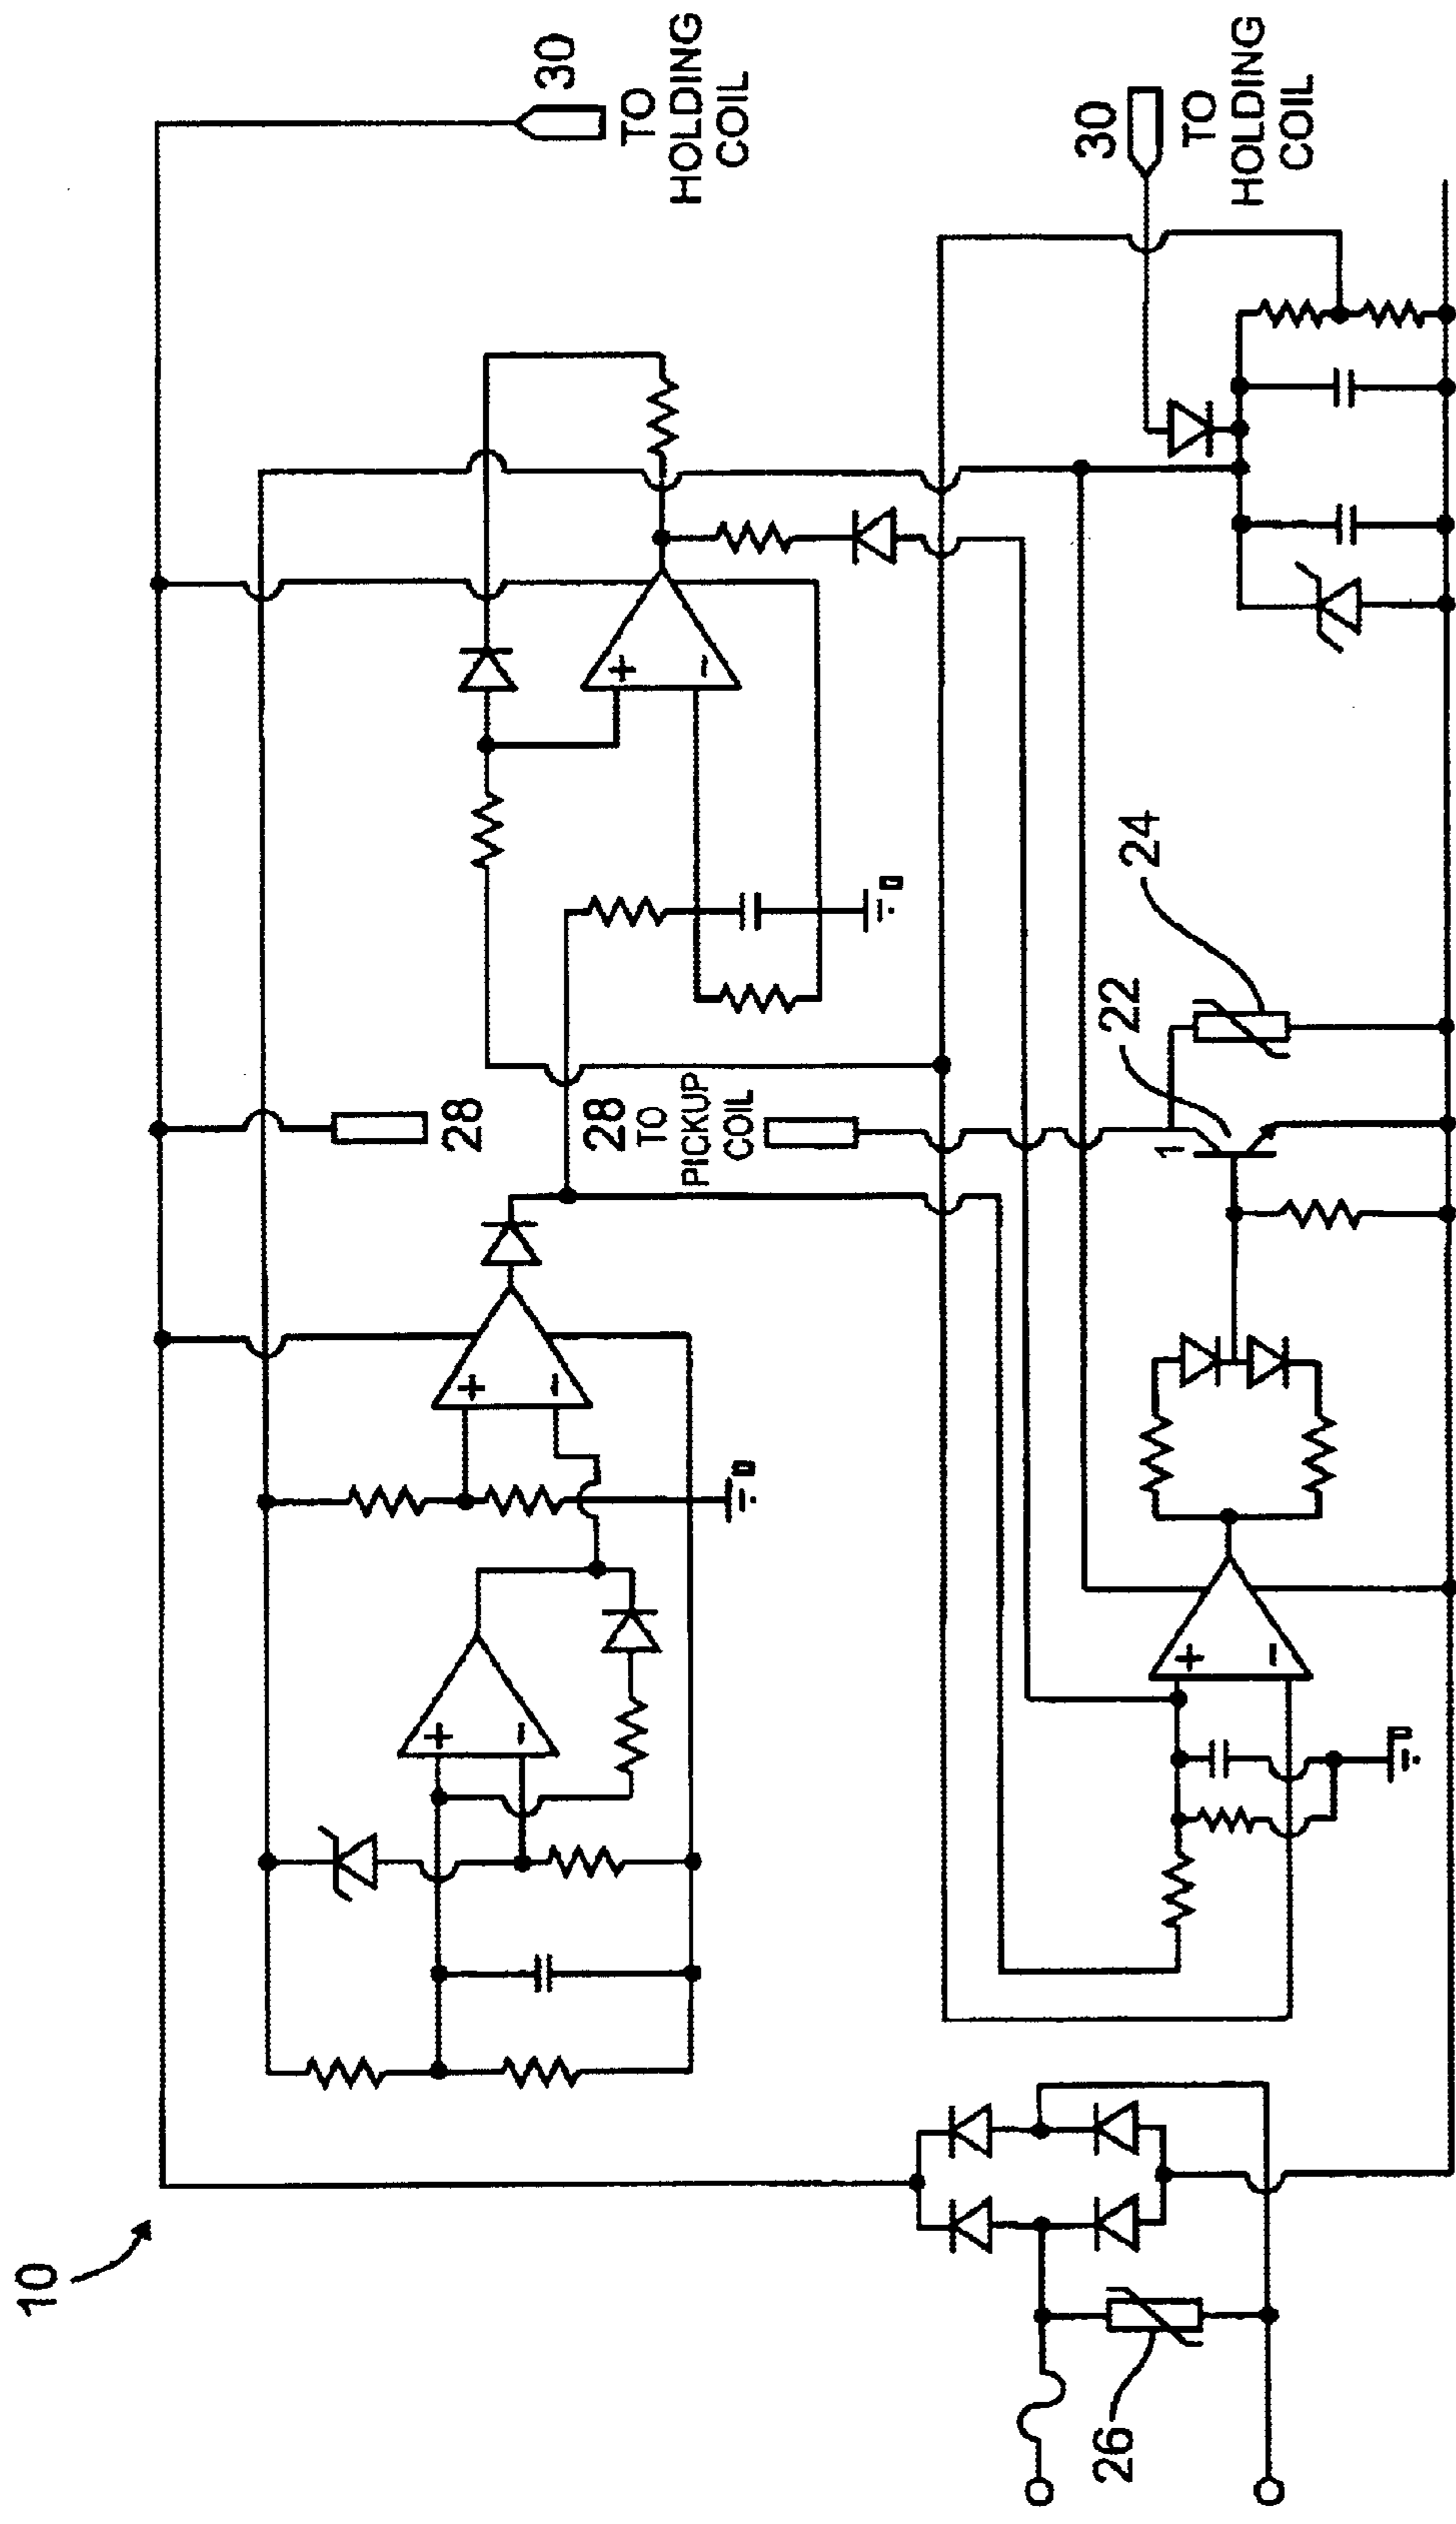 10
30
TO
HOLDING
COIL
28
28
TO
PICKUP
COIL
30
TO
HOLDING
COIL
+
-
+
-
+
-
+
-
1
22
24
26